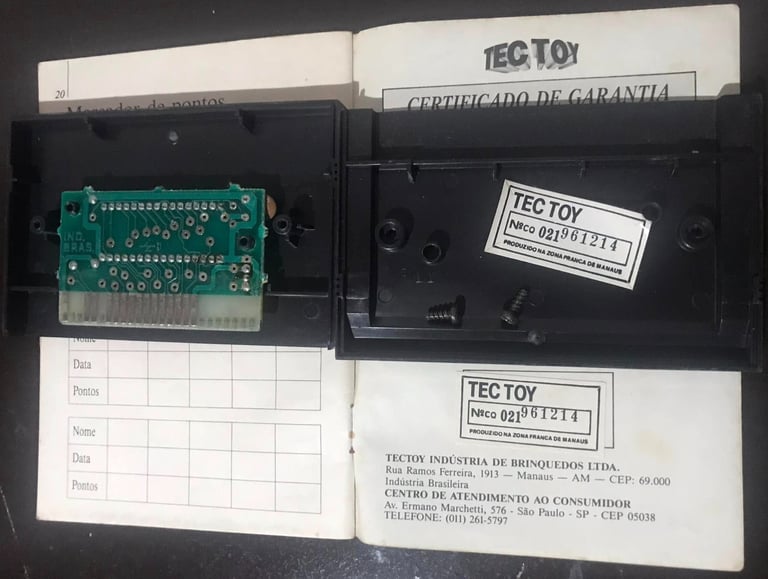 20
Marcador de pontos
TEC TOY
CERTIFICADO DE GARANTIA
IND.
BRAS.
TEC TOY
Nºco 021961214
PRODUZIDO NA ZONA FRANCA DE MANAUS
Nome
Data
Pontos
Nome
Data
Pontos
TEC TOY
Nºco 021961214
PRODUZIDO NA ZONA FRANCA DE MANAUS
TECTOY INDÚSTRIA DE BRINQUEDOS LTDA.
Rua Ramos Ferreira, 1913 — Manaus — AM — CEP: 69.000
Indústria Brasileira
CENTRO DE ATENDIMENTO AO CONSUMIDOR
Av. Ermano Marchetti, 576 - São Paulo - SP - CEP 05038
TELEFONE: (011) 261-5797